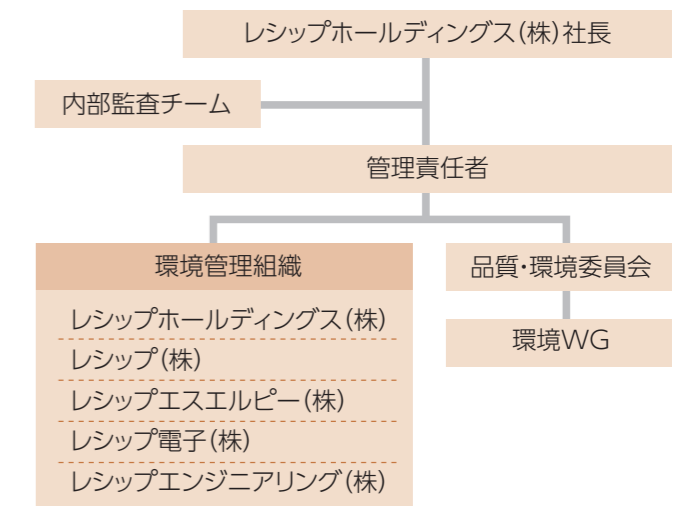 レシップホールディングス(株)社長
内部監査チーム
管理責任者
環境管理組織
レシップホールディングス(株)
レシップ(株)
レシップエスエルピー(株)
レシップ電子(株)
レシップエンジニアリング(株)
品質・環境委員会
環境WG